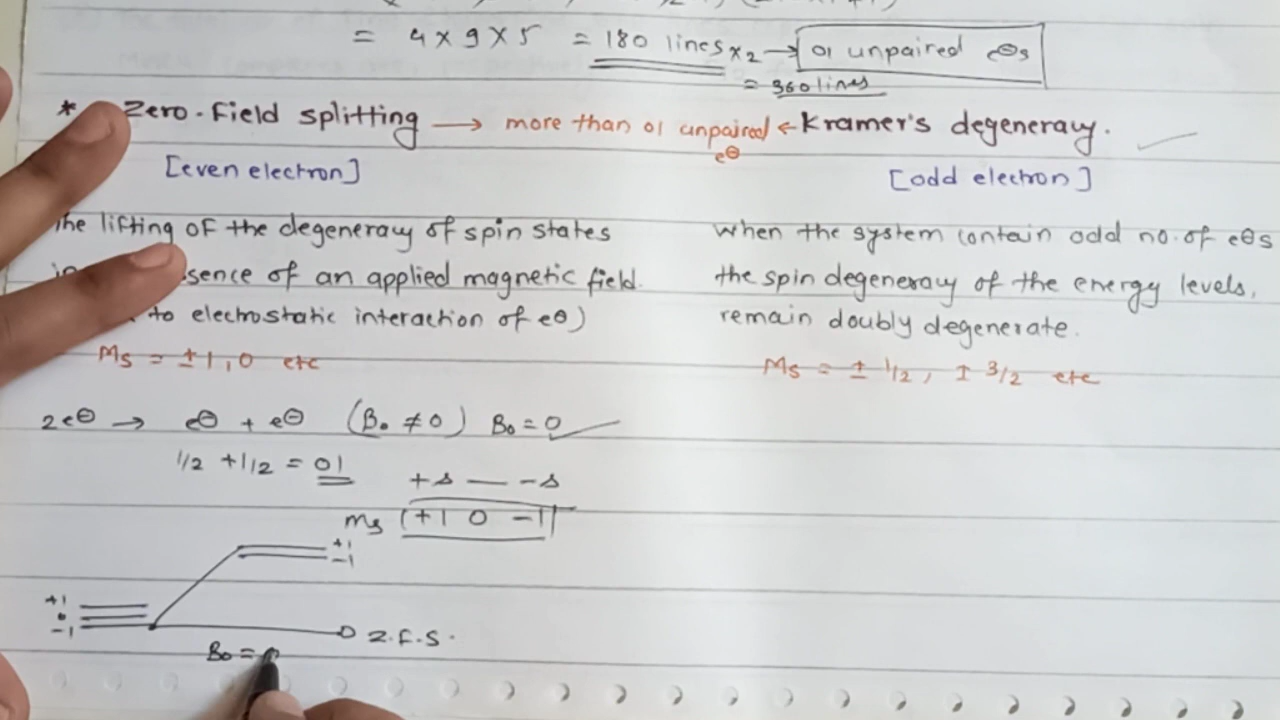 = 4 x 9 x 5 = 180 lines x2 → 01 unpaired e⊖s
= 360 lines
* Zero-Field splitting → more than 01 unpaired e⊖ ← Kramer's degeneracy.
[even electron] [odd electron]
The lifting of the degeneracy of spin states
sence of an applied magnetic field.
to electrostatic interaction of e⊖)
Ms = ±1, 0 etc
When the system contain odd no. of e⊖s
the spin degeneracy of the energy levels,
remain doubly degenerate.
Ms = ± 1/2, ± 3/2 etc
2e⊖ → e⊖ + e⊖ (B₀ ≠ 0) B₀ = 0
1/2 + 1/2 = 01
+s — -s
Ms +1 0 -1
+1
-1
+1
0
-1
0 Z.F.S.
B₀ =